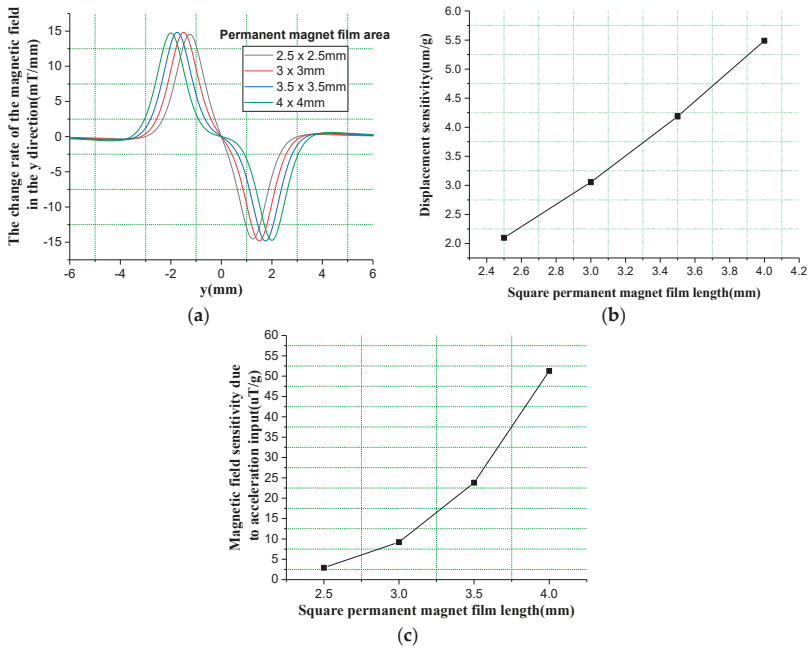 The change rate of the magnetic field
in the y direction(mT/mm)
15
10
5
0
-5
-10
-15
Permanent magnet film area
2.5 x 2.5mm
3 x 3mm
3.5 x 3.5mm
4 x 4mm
-6 -4 -2 0 2 4 6
y(mm)
(a)
Displacement sensitivity(um/g)
6.0
5.5
5.0
4.5
4.0
3.5
3.0
2.5
2.0
2.4 2.6 2.8 3.0 3.2 3.4 3.6 3.8 4.0 4.2
Square permanent magnet film length(mm)
(b)
Magnetic field sensitivity due
to acceleration input(uT/g)
60
55
50
45
40
35
30
25
20
15
10
5
0
2.5 3.0 3.5 4.0
Square permanent magnet film length(mm)
(c)